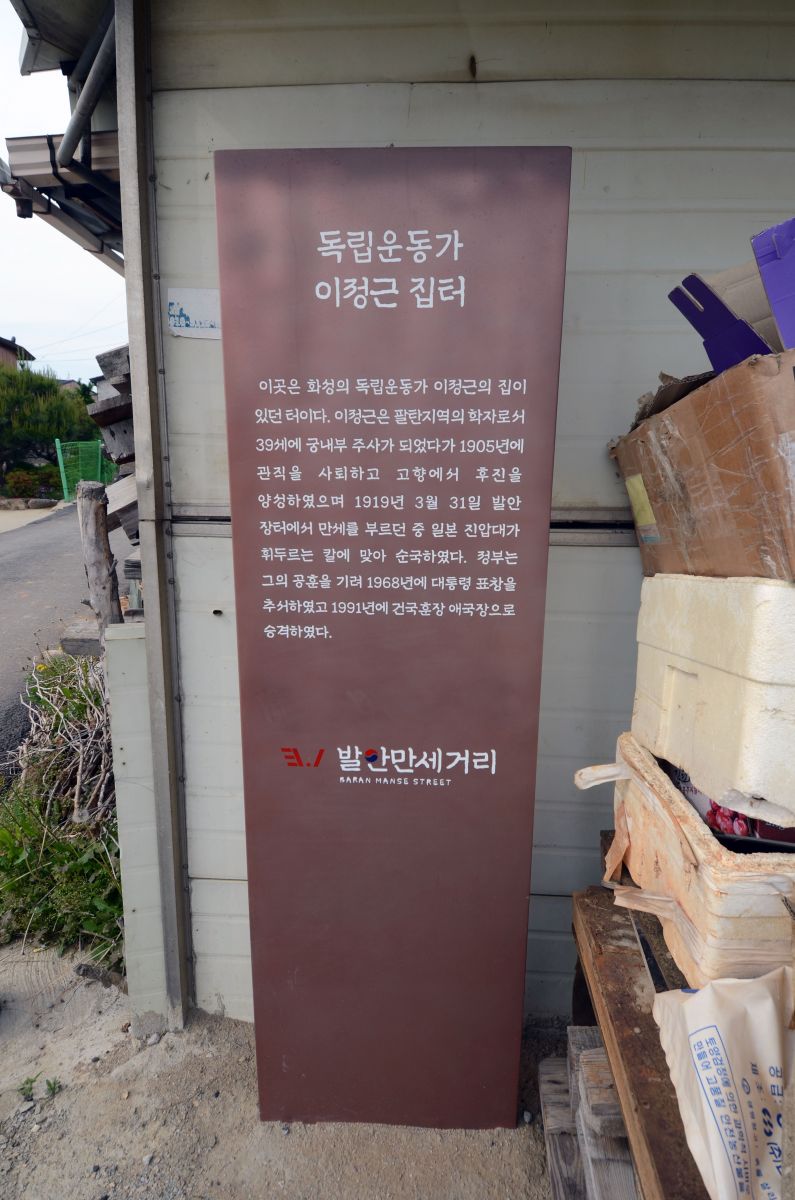 독립운동가
이정근 집터
이곳은 화성의 독립운동가 이정근의 집이
있던 터이다. 이정근은 팔탄지역의 학자로서
39세에 궁내부 주사가 되었다가 1905년에
관직을 사퇴하고 고향에서 후진을
양성하였으며 1919년 3월 31일 발안
장터에서 만세를 부르던 중 일본 진압대가
휘두르는 칼에 맞아 순국하였다. 정부는
그의 공훈을 기려 1968년에 대통령 표창을
추서하였고 1991년에 건국훈장 애국장으로
승격하였다.
3.1 발안만세거리
BARAN MANSE STREET
토양검정에 의한